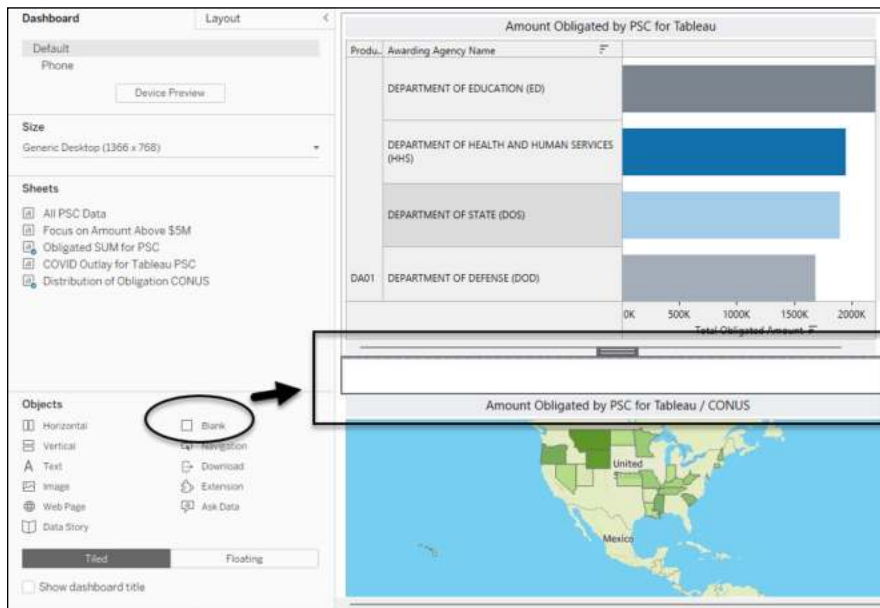 Dashboard
Layout
Default
Phone
Device Preview
Size
Generic Desktop (1366 x 768)
Sheets
All PSC Data
Focus on Amount Above $5M
Obligated SUM for PSC
COVID Outlay for Tableau PSC
Distribution of Obligation CONUS
Objects
Horizontal
Blank
Vertical
Navigation
Text
Download
Image
Extension
Web Page
Ask Data
Data Story
Tiled
Floating
Show dashboard title
Amount Obligated by PSC for Tableau
Produ.. Awarding Agency Name
DEPARTMENT OF EDUCATION (ED)
DEPARTMENT OF HEALTH AND HUMAN SERVICES
(HHS)
DEPARTMENT OF STATE (DOS)
DA01 DEPARTMENT OF DEFENSE (DOD)
0K 500K 1000K 1500K 2000K
Total Obligated Amount
Amount Obligated by PSC for Tableau / CONUS
United
Mexico